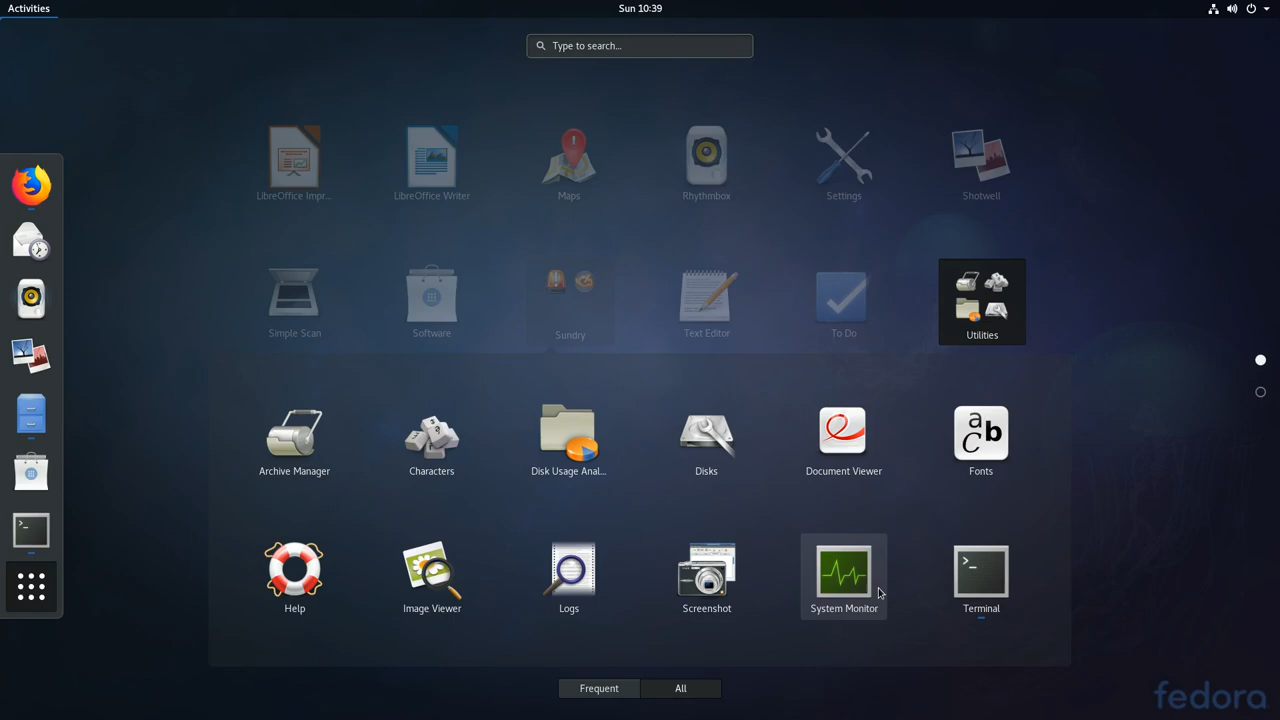 Activities
Sun 10:39
Type to search...
LibreOffice Impr...
LibreOffice Writer
Maps
Rhythmbox
Settings
Shotwell
Simple Scan
Software
Sundry
Text Editor
To Do
Utilities
Archive Manager
Characters
Disk Usage Anal...
Disks
Document Viewer
Fonts
Help
Image Viewer
Logs
Screenshot
System Monitor
Terminal
Frequent
All
fedora